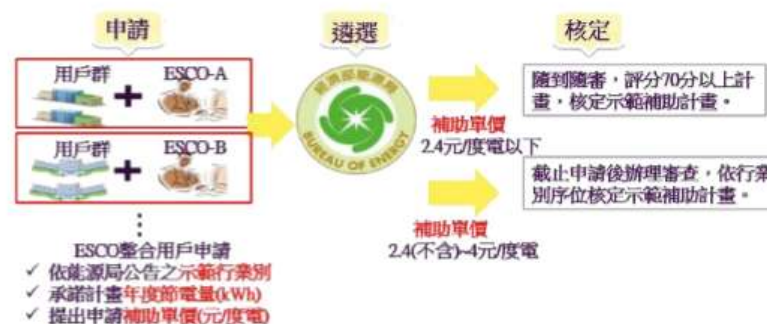 申請
遴選
核定
用戶群
ESCO-A
用戶群
ESCO-B
ESCO整合用戶申請
✓ 依能源局公告之示範行業別
✓ 承諾計畫年度節電量(kWh)
✓ 提出申請補助單價(元/度電)
經濟部能源局
BUREAU OF ENERGY
補助單價
2.4元/度電以下
補助單價
2.4(不含)~4元/度電
隨到隨審，評分70分以上計
畫，核定示範補助計畫。
截止申請後辦理審查，依行業
別序位核定示範補助計畫。